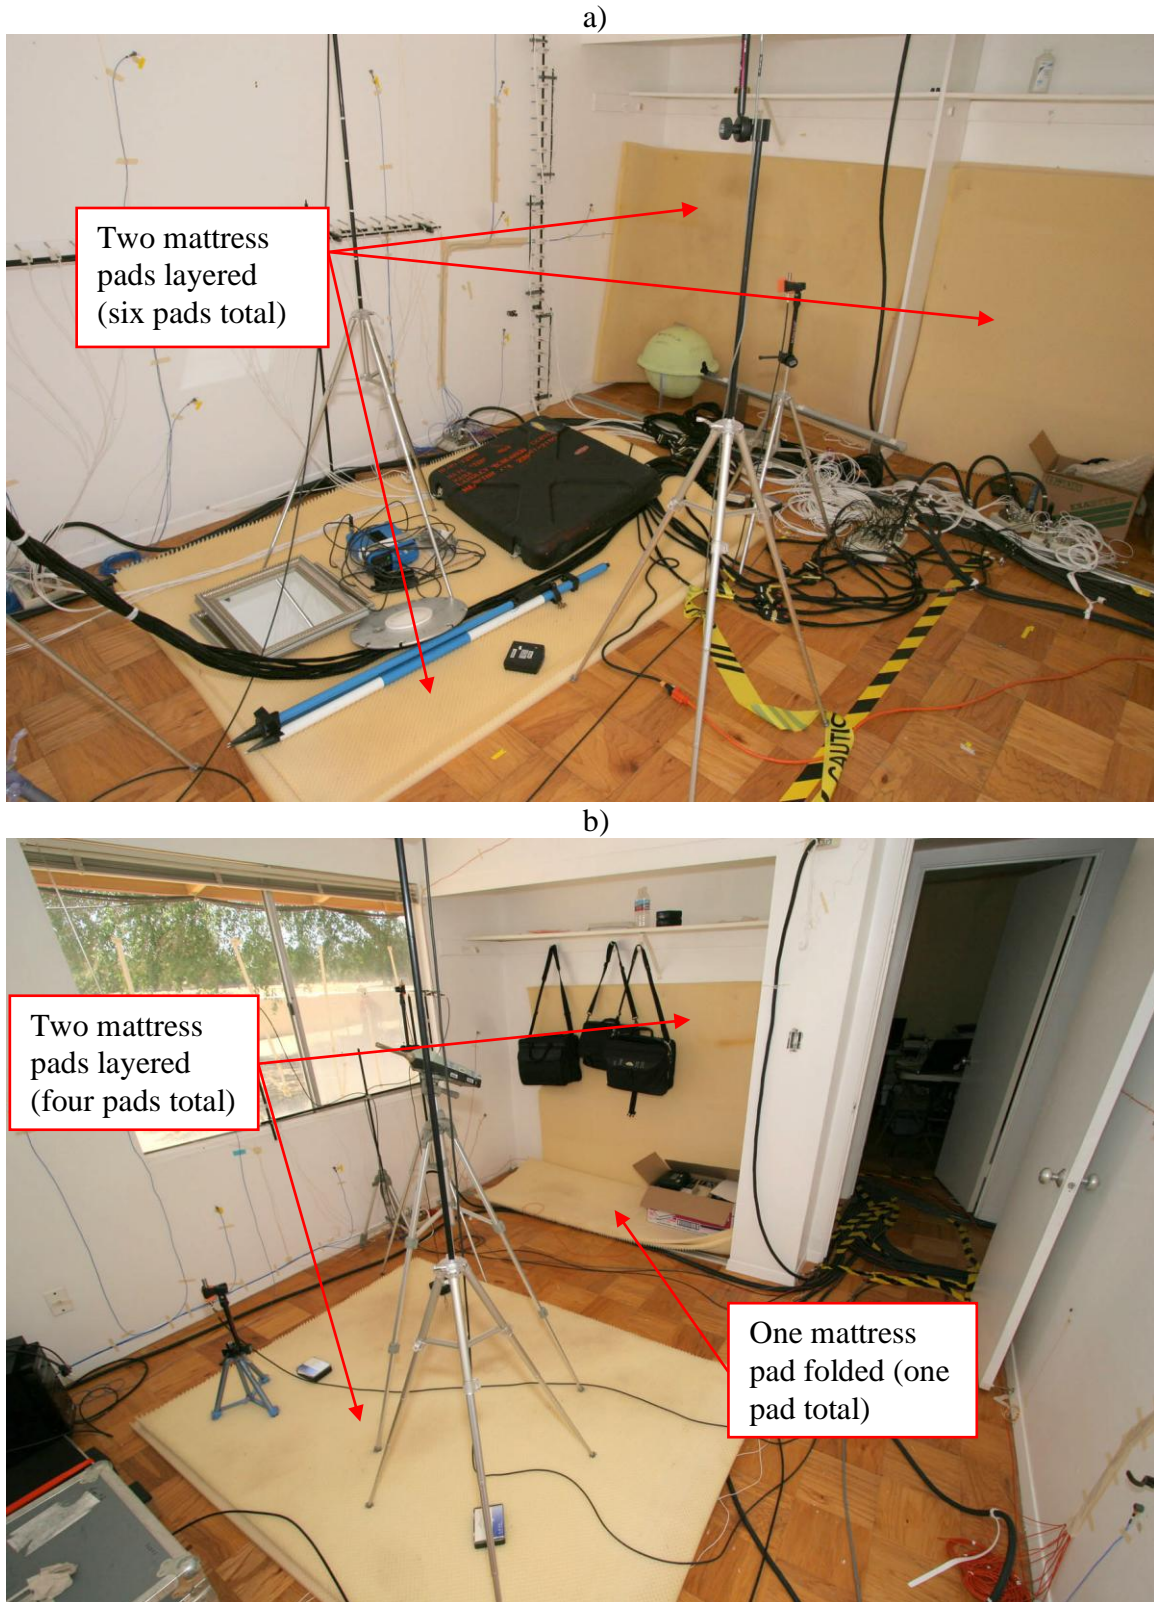 a)
Two mattress
pads layered
(six pads total)
CAUTIO
b)
Two mattress
pads layered
(four pads total)
One mattress
pad folded (one
pad total)